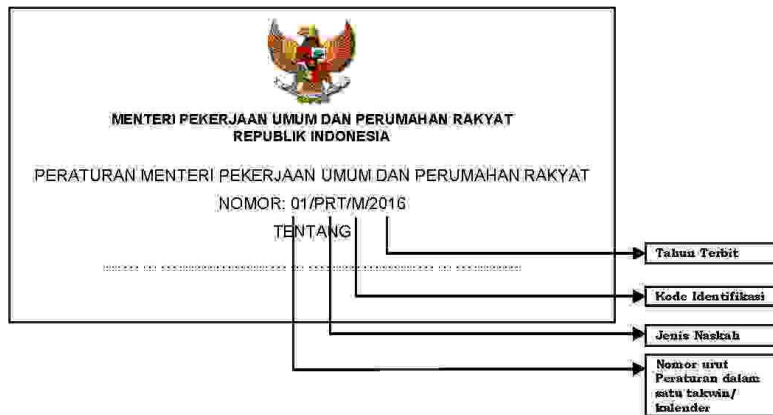 MENTERI PEKERJAAN UMUM DAN PERUMAHAN RAKYAT
REPUBLIK INDONESIA
PERATURAN MENTERI PEKERJAAN UMUM DAN PERUMAHAN RAKYAT
NOMOR: 01/PRT/M/2016
TENTANG
Tahun Terbit
Kode Identifikasi
Jenis Naskah
Nomor urut
Peraturan dalam
satu takwin/
kalender